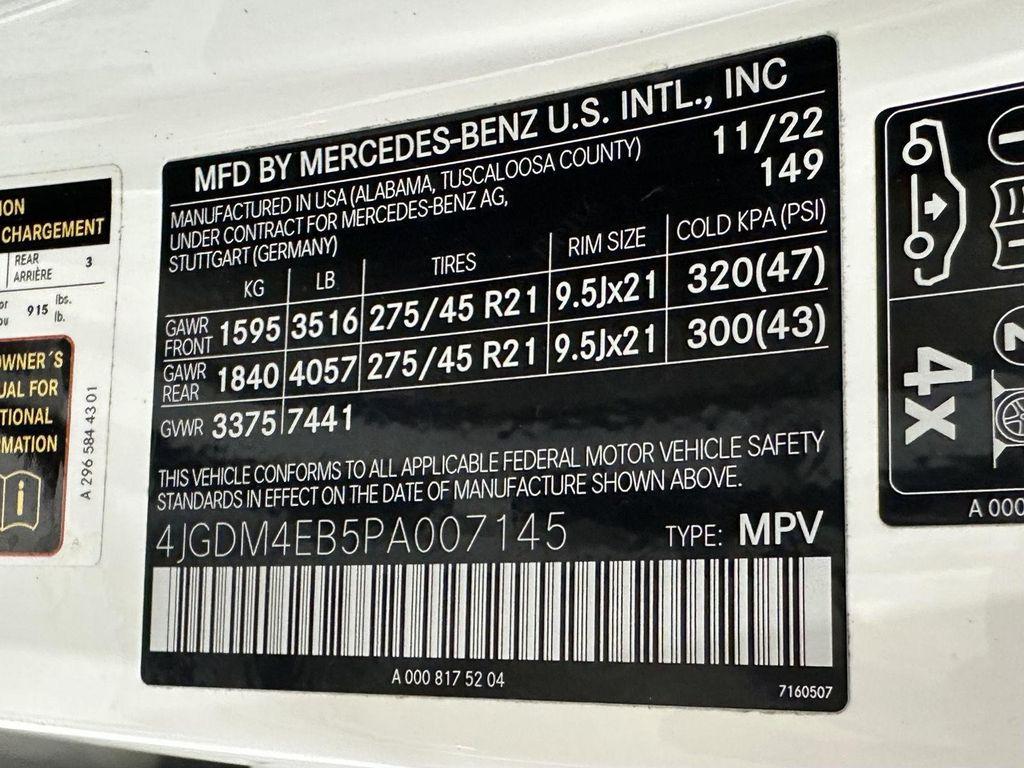 MFD BY MERCEDES-BENZ U.S. INTL., INC
MANUFACTURED IN USA (ALABAMA, TUSCALOOSA COUNTY) 11/22
UNDER CONTRACT FOR MERCEDES-BENZ AG, 149
STUTTGART (GERMANY)
KG LB TIRES RIM SIZE COLD KPA (PSI)
GAWR FRONT 1595 3516 275/45 R21 9.5Jx21 320(47)
GAWR REAR 1840 4057 275/45 R21 9.5Jx21 300(43)
GVWR 3375 7441
THIS VEHICLE CONFORMS TO ALL APPLICABLE FEDERAL MOTOR VEHICLE SAFETY
STANDARDS IN EFFECT ON THE DATE OF MANUFACTURE SHOWN ABOVE.
4JGDM4EB5PA007145 TYPE: MPV
A 000 817 52 04
7160507
CHARGEMENT
REAR
ARRIÈRE 3
915 lbs.
lb.
OWNER´S
FOR
A 296 584 43 01
1
2
4x
A 000